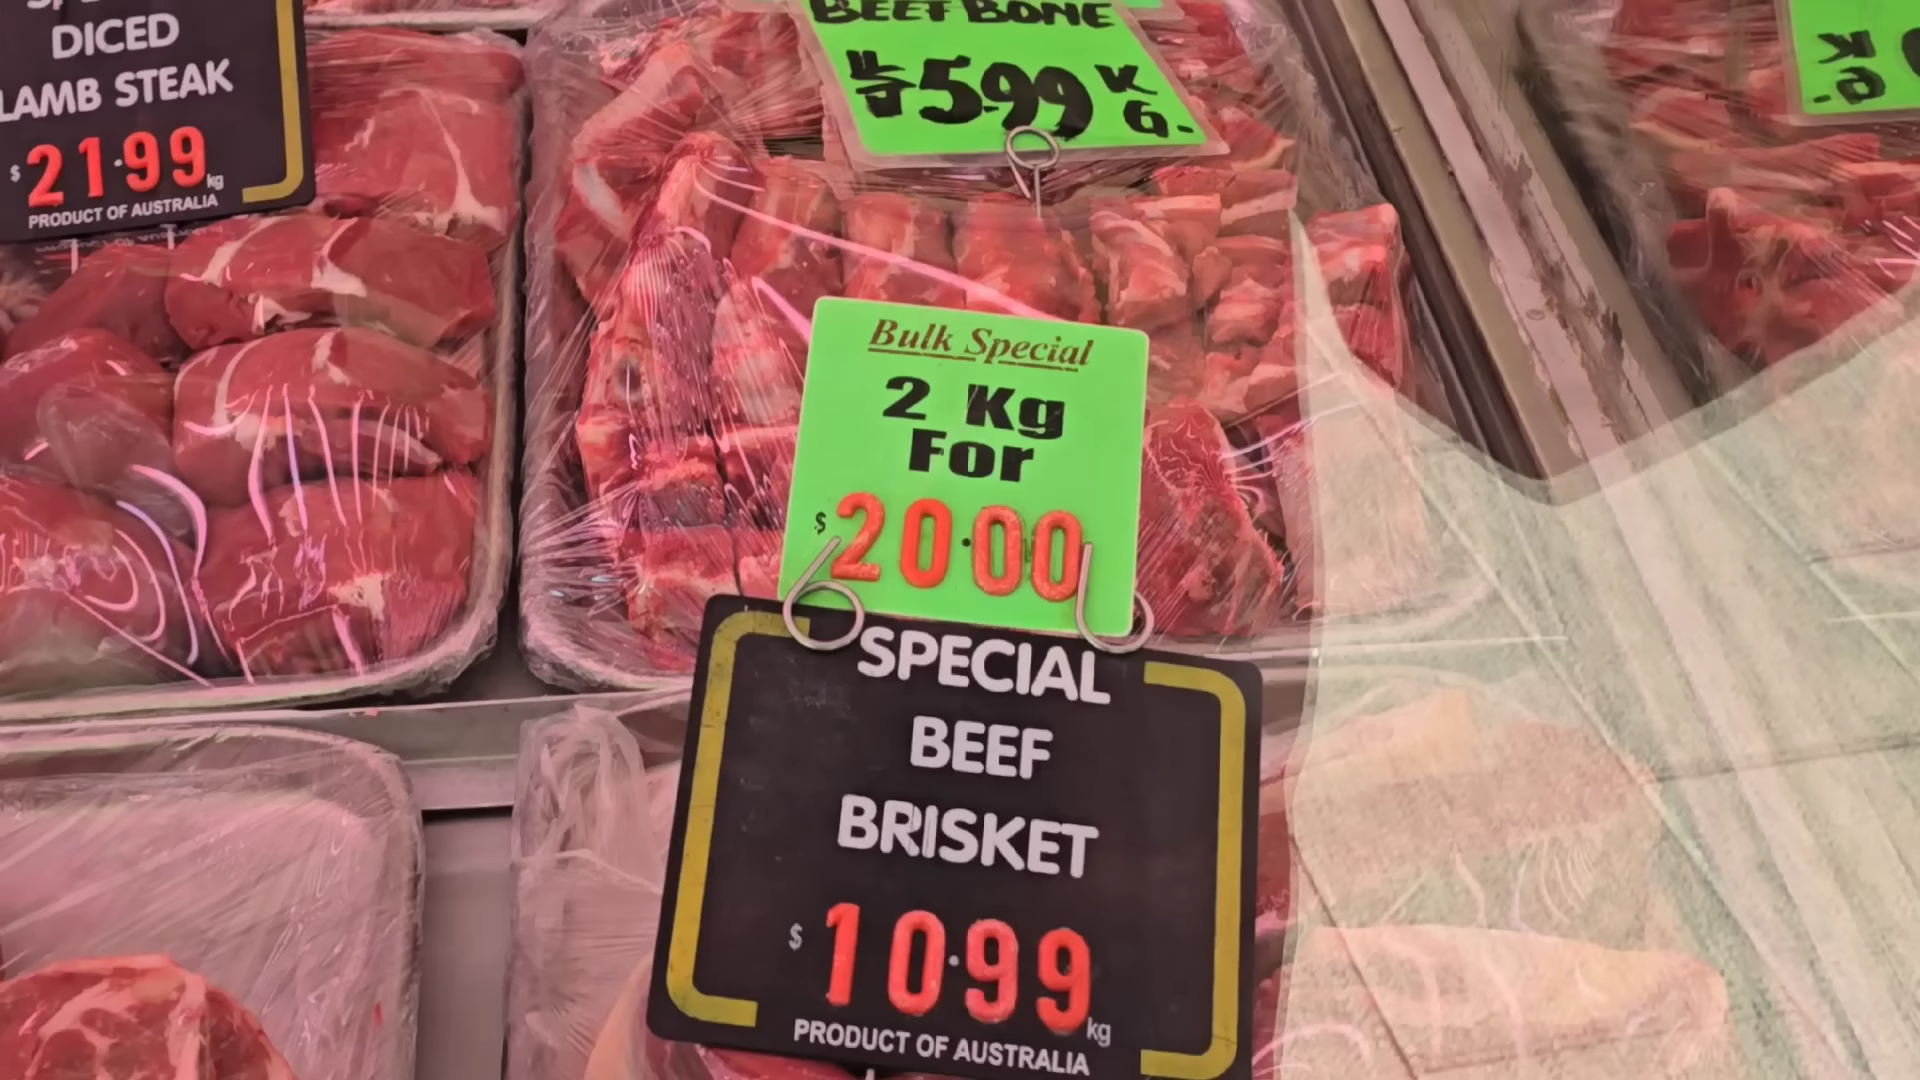 DICED
LAMB STEAK
$21.99kg
PRODUCT OF AUSTRALIA
BEEF BONE
5.99 KG.
Bulk Special
2 Kg
For
$20.00
SPECIAL
BEEF
BRISKET
$10.99kg
PRODUCT OF AUSTRALIA